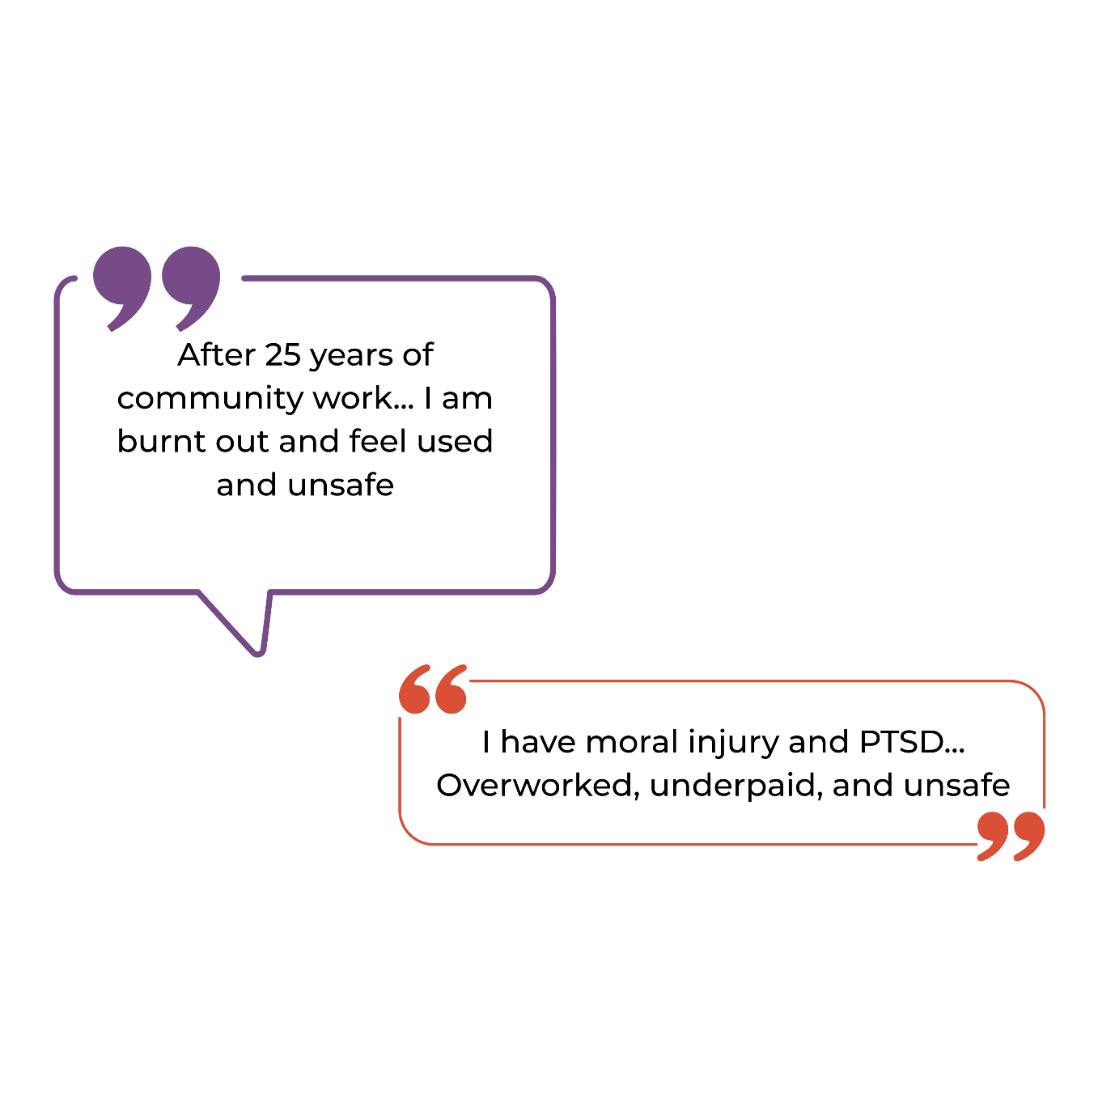 After 25 years of
community work... I am
burnt out and feel used
and unsafe
I have moral injury and PTSD...
Overworked, underpaid, and unsafe